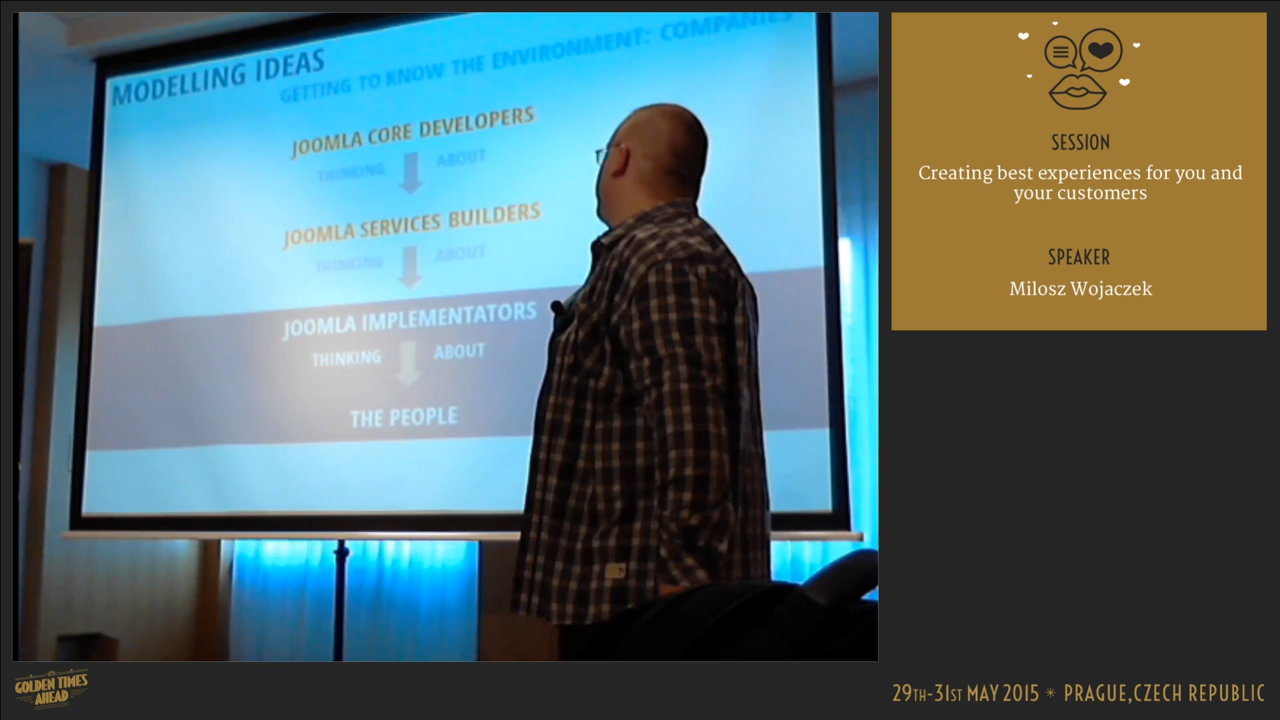 MODELLING IDEAS
GETTING TO KNOW THE ENVIRONMENT: COMPANIES
JOOMLA CORE DEVELOPERS
THINKING ABOUT
JOOMLA SERVICES BUILDERS
THINKING ABOUT
JOOMLA IMPLEMENTATORS
THINKING ABOUT
THE PEOPLE
SESSION
Creating best experiences for you and
your customers
SPEAKER
Milosz Wojaczek
GOLDEN TIMES
AHEAD
29TH-31ST MAY 2015 * PRAGUE,CZECH REPUBLIC